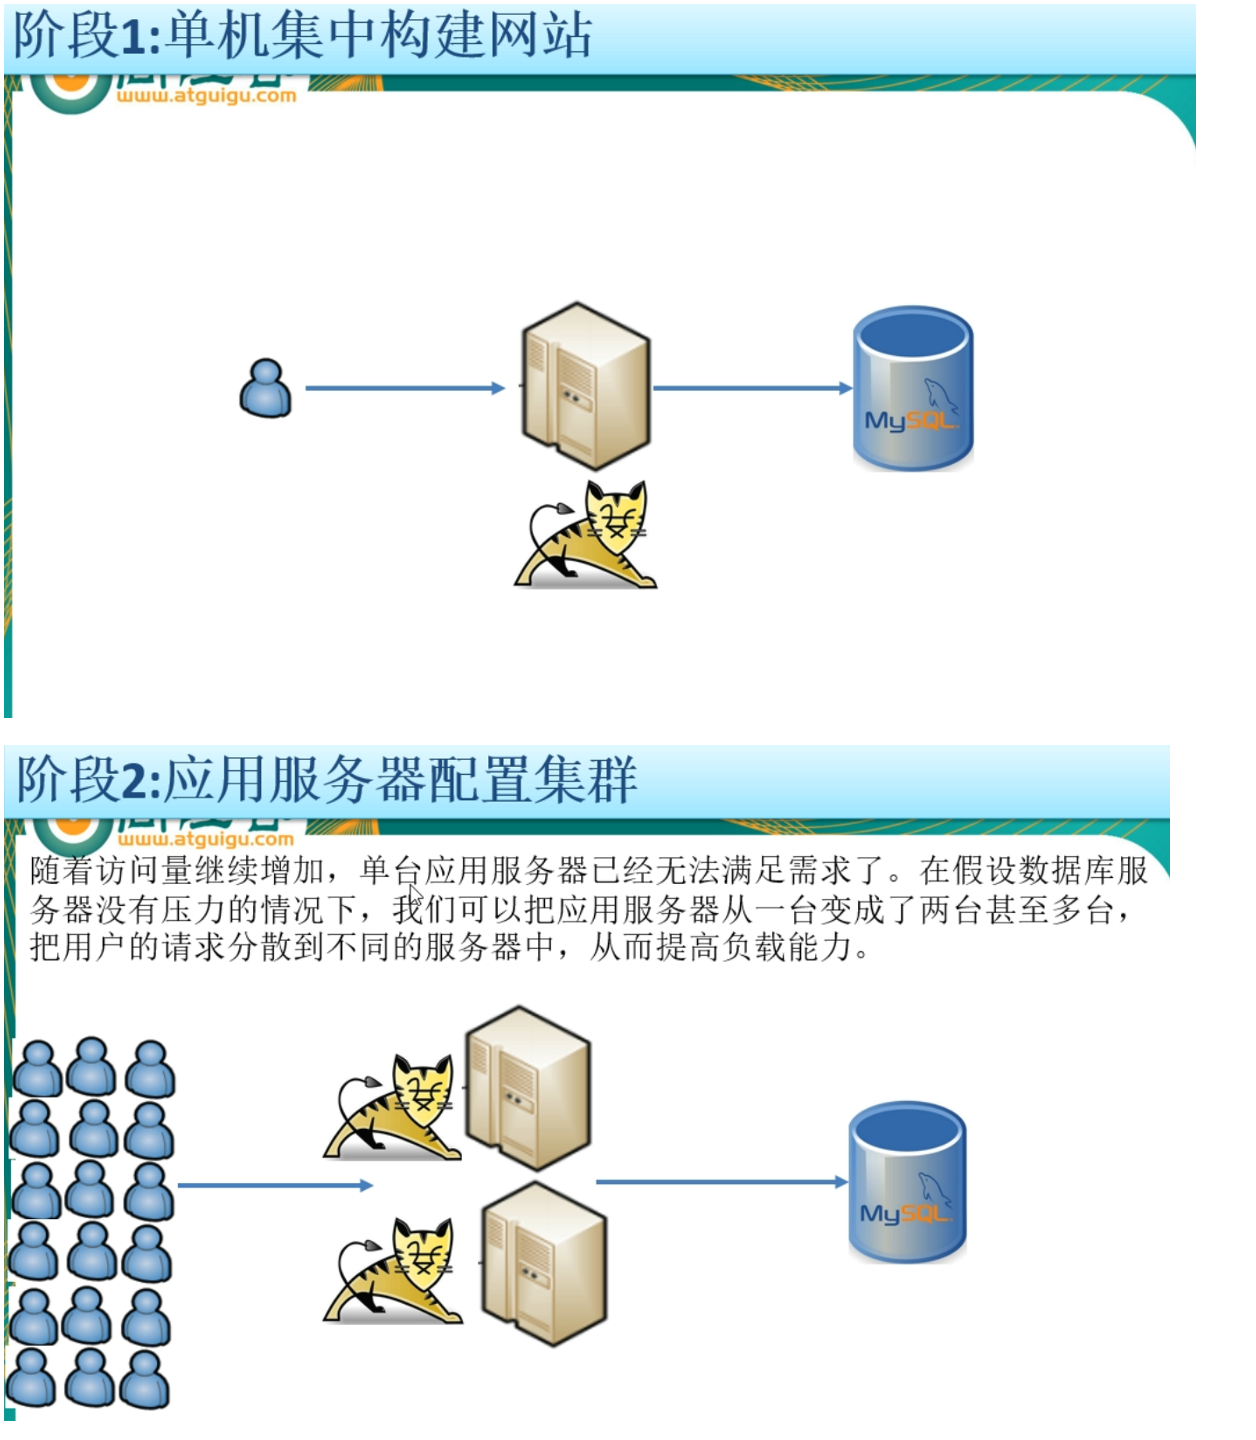 阶段1:单机集中构建网站
www.atguigu.com
MySQL
阶段2:应用服务器配置集群
www.atguigu.com
随着访问量继续增加，单台应用服务器已经无法满足需求了。在假设数据库服
务器没有压力的情况下，我们可以把应用服务器从一台变成了两台甚至多台，
把用户的请求分散到不同的服务器中，从而提高负载能力。
MySQL